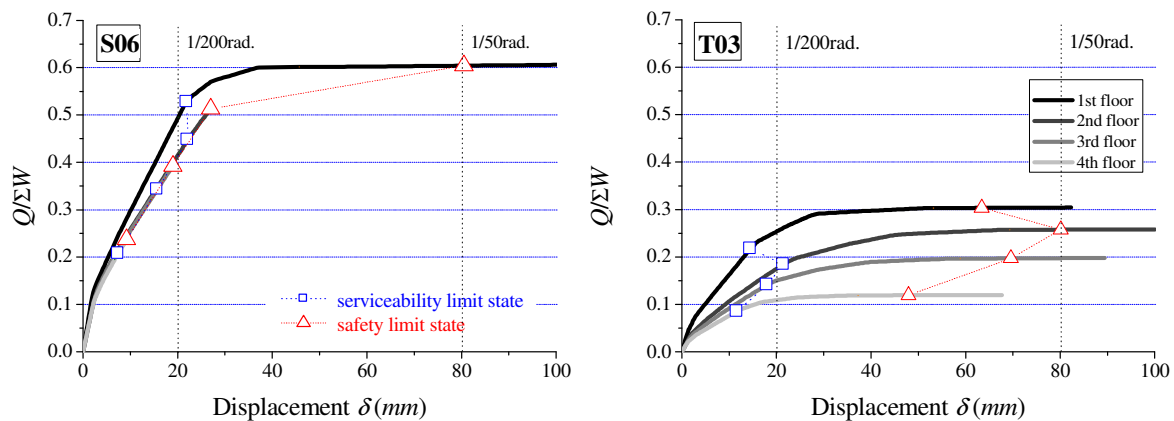 S06
1/200rad.
1/50rad.
0.7
0.6
0.5
0.4
0.3
0.2
0.1
0.0
Q/ΣW
serviceability limit state
safety limit state
0 20 40 60 80 100
Displacement δ(mm)
T03
1/200rad.
1/50rad.
1st floor
2nd floor
3rd floor
4th floor
0.7
0.6
0.5
0.4
0.3
0.2
0.1
0.0
Q/ΣW
0 20 40 60 80 100
Displacement δ(mm)